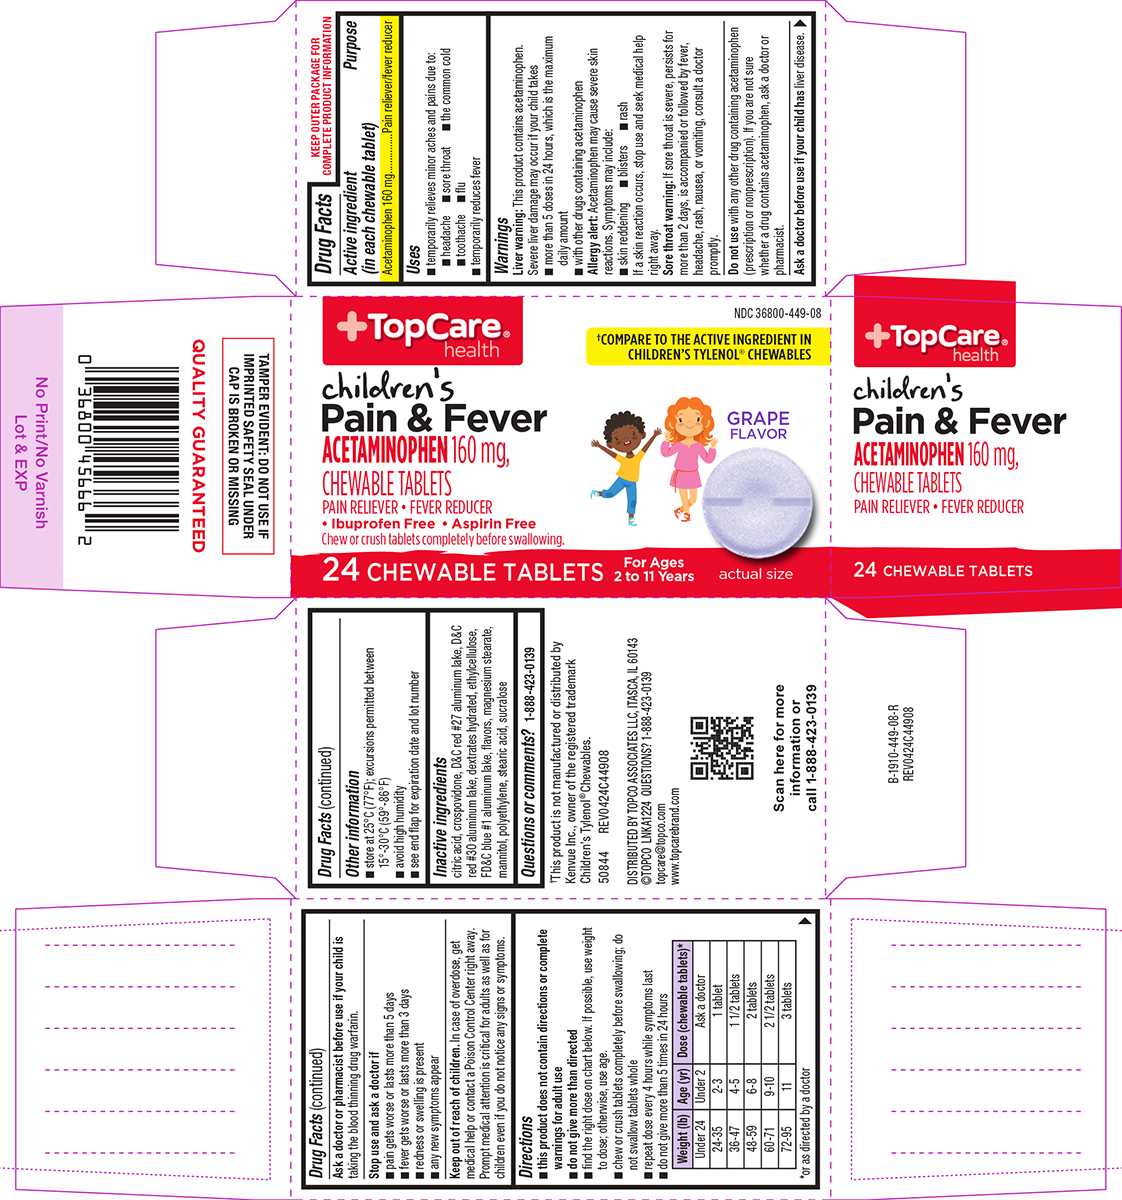 KEEP OUTER PACKAGE FOR
COMPLETE PRODUCT INFORMATION
Drug Facts
Active ingredient Purpose
(in each chewable tablet)
Acetaminophen 160 mg..............Pain reliever/fever reducer
Uses
■ temporarily relieves minor aches and pains due to:
■ headache ■ sore throat ■ the common cold
■ toothache ■ flu
■ temporarily reduces fever
Warnings
Liver warning: This product contains acetaminophen.
Severe liver damage may occur if your child takes
■ more than 5 doses in 24 hours, which is the maximum
daily amount
■ with other drugs containing acetaminophen
Allergy alert: Acetaminophen may cause severe skin
reactions. Symptoms may include:
■ skin reddening ■ blisters ■ rash
If a skin reaction occurs, stop use and seek medical help
right away.
Sore throat warning: If sore throat is severe, persists for
more than 2 days, is accompanied or followed by fever,
headache, rash, nausea, or vomiting, consult a doctor
promptly.
Do not use with any other drug containing acetaminophen
(prescription or nonprescription). If you are not sure
whether a drug contains acetaminophen, ask a doctor or
pharmacist.
Ask a doctor before use if your child has liver disease.
No Print/No Varnish
Lot & EXP
0 36800 45666 2
QUALITY GUARANTEED
TAMPER EVIDENT: DO NOT USE IF
IMPRINTED SAFETY SEAL UNDER
CAP IS BROKEN OR MISSING
TopCare®
health
NDC 36800-449-08
†COMPARE TO THE ACTIVE INGREDIENT IN
CHILDREN'S TYLENOL® CHEWABLES
children's
Pain & Fever
ACETAMINOPHEN 160 mg,
CHEWABLE TABLETS
PAIN RELIEVER • FEVER REDUCER
• Ibuprofen Free • Aspirin Free
Chew or crush tablets completely before swallowing.
GRAPE
FLAVOR
24 CHEWABLE TABLETS
For Ages
2 to 11 Years
actual size
TopCare®
health
children's
Pain & Fever
ACETAMINOPHEN 160 mg,
CHEWABLE TABLETS
PAIN RELIEVER • FEVER REDUCER
24 CHEWABLE TABLETS
Drug Facts (continued)
Other information
■ store at 25°C (77°F); excursions permitted between
15°-30°C (59°-86°F)
■ avoid high humidity
■ see end flap for expiration date and lot number
Inactive ingredients
citric acid, crospovidone, D&C red #27 aluminum lake, D&C
red #30 aluminum lake, dextrates hydrated, ethylcellulose,
FD&C blue #1 aluminum lake, flavors, magnesium stearate,
mannitol, polyethylene, stearic acid, sucralose
Questions or comments? 1-888-423-0139
†This product is not manufactured or distributed by
Kenvue Inc., owner of the registered trademark
Children's Tylenol® Chewables.
50844 REV0424C44908
DISTRIBUTED BY TOPCO ASSOCIATES LLC, ITASCA, IL 60143
©TOPCO LNKA1224 QUESTIONS? 1-888-423-0139
topcare@topco.com
www.topcarebrand.com
Scan here for more
information or
call 1-888-423-0139
B-1910-449-08-R
REV0424C44908
Drug Facts (continued)
Ask a doctor or pharmacist before use if your child is
taking the blood thinning drug warfarin.
Stop use and ask a doctor if
■ pain gets worse or lasts more than 5 days
■ fever gets worse or lasts more than 3 days
■ redness or swelling is present
■ any new symptoms appear
Keep out of reach of children. In case of overdose, get
medical help or contact a Poison Control Center right away.
Prompt medical attention is critical for adults as well as for
children even if you do not notice any signs or symptoms.
Directions
■ this product does not contain directions or complete
warnings for adult use
■ do not give more than directed
■ find the right dose on chart below. If possible, use weight
to dose; otherwise, use age.
■ chew or crush tablets completely before swallowing; do
not swallow tablets whole
■ repeat dose every 4 hours while symptoms last
■ do not give more than 5 times in 24 hours
Weight (lb) Age (yr) Dose (chewable tablets)*
Under 24 Under 2 Ask a doctor
24-35 2-3 1 tablet
36-47 4-5 1 1/2 tablets
48-59 6-8 2 tablets
60-71 9-10 2 1/2 tablets
72-95 11 3 tablets
*or as directed by a doctor